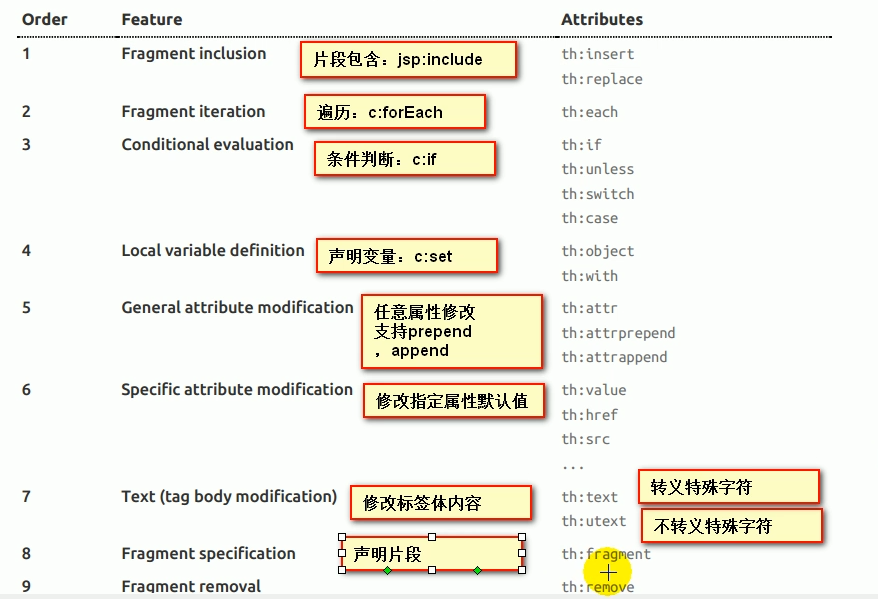 Order Feature Attributes
1 Fragment inclusion 片段包含：jsp:include th:insert
th:replace
2 Fragment iteration 遍历：c:forEach th:each
3 Conditional evaluation 条件判断：c:if th:if
th:unless
th:switch
th:case
4 Local variable definition 声明变量：c:set th:object
th:with
5 General attribute modification 任意属性修改 th:attr
支持prepend th:attrprepend
，append th:attrappend
6 Specific attribute modification 修改指定属性默认值 th:value
th:href
th:src
...
7 Text (tag body modification) 修改标签体内容 th:text 转义特殊字符
th:utext 不转义特殊字符
8 Fragment specification 声明片段 th:fragment
9 Fragment removal th:remove